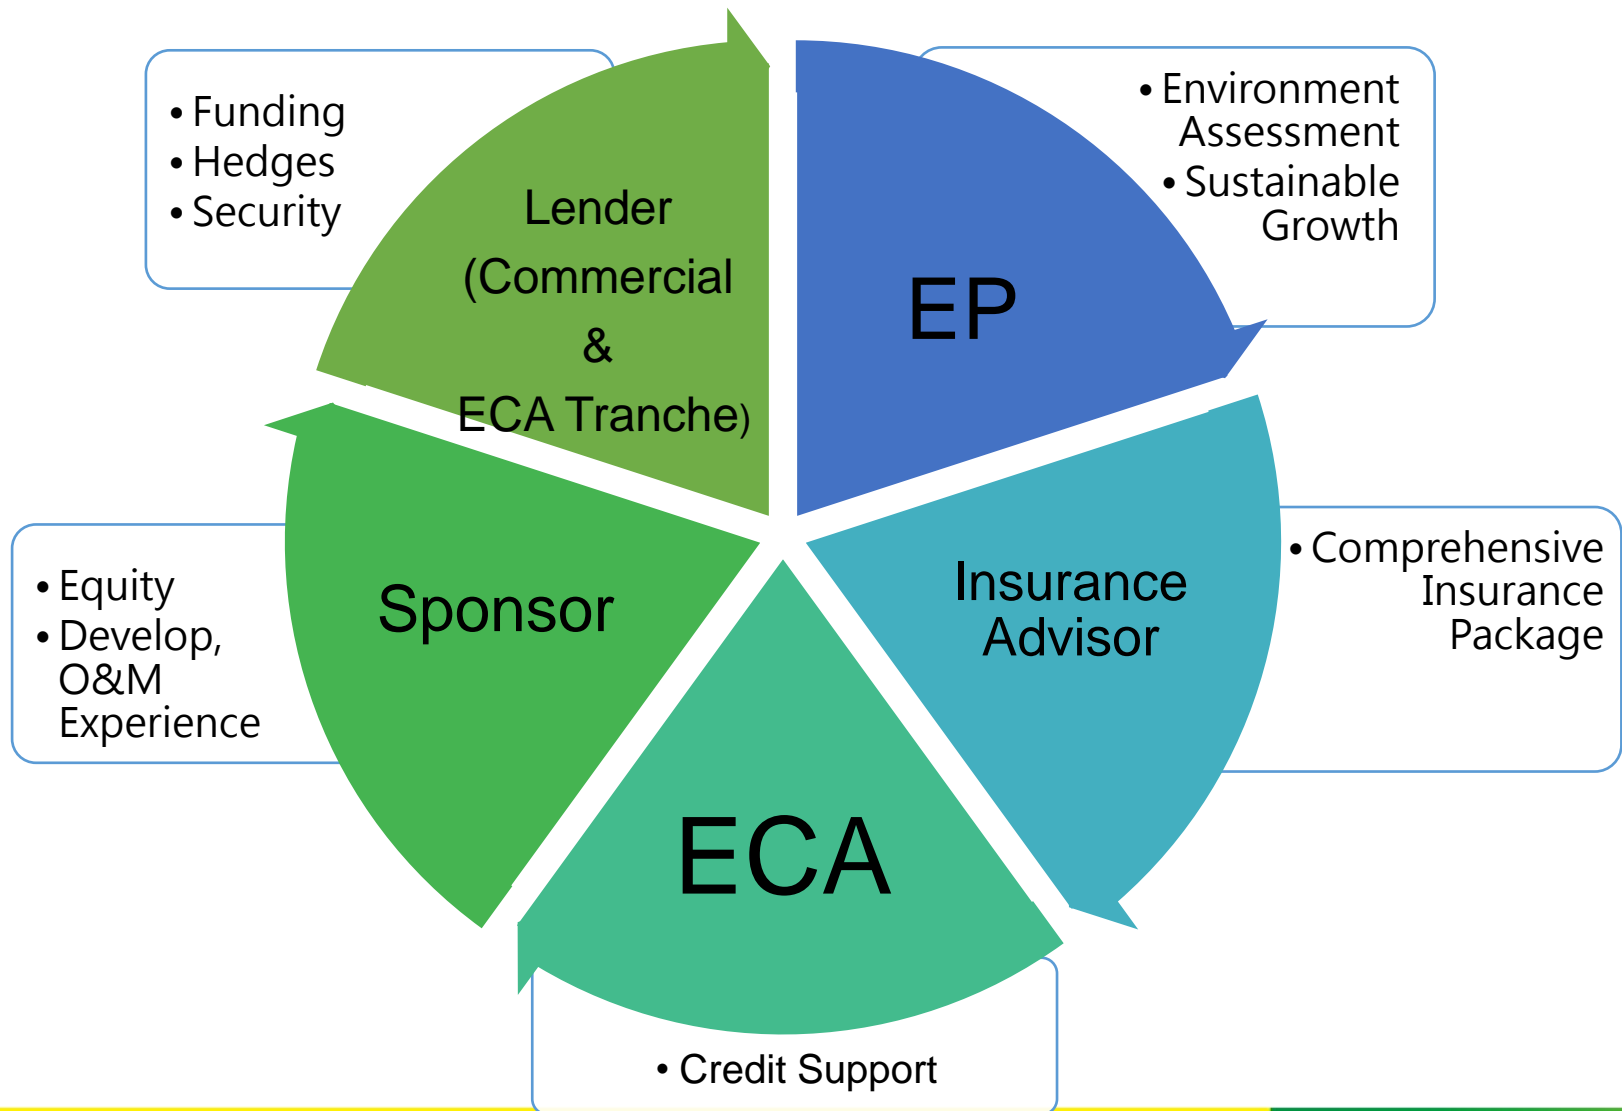 • Funding
• Hedges
• Security
Lender
(Commercial
&
ECA Tranche)
EP
• Environment
Assessment
• Sustainable
Growth
Insurance
Advisor
• Comprehensive
Insurance
Package
ECA
• Credit Support
Sponsor
• Equity
• Develop,
O&M
Experience